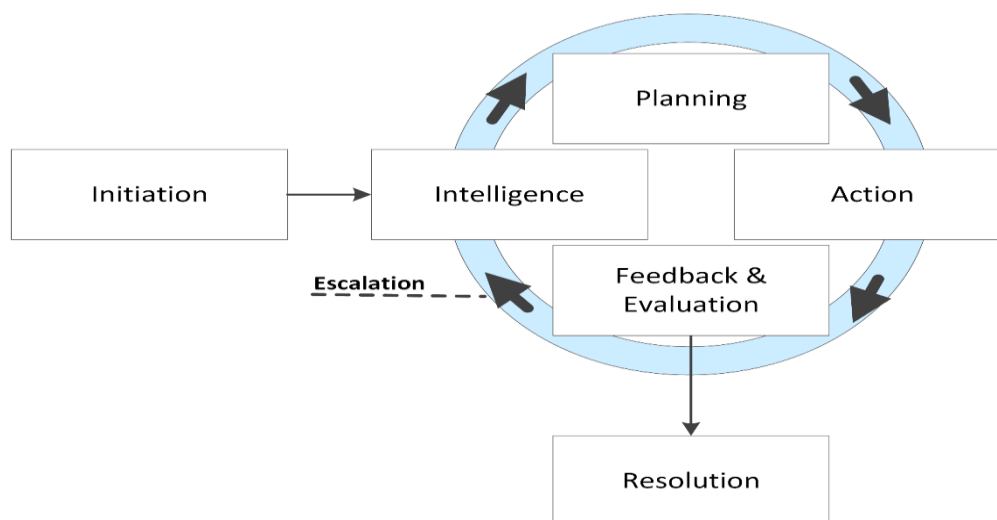 Planning
Initiation
Intelligence
Action
Escalation
Feedback &
Evaluation
Resolution